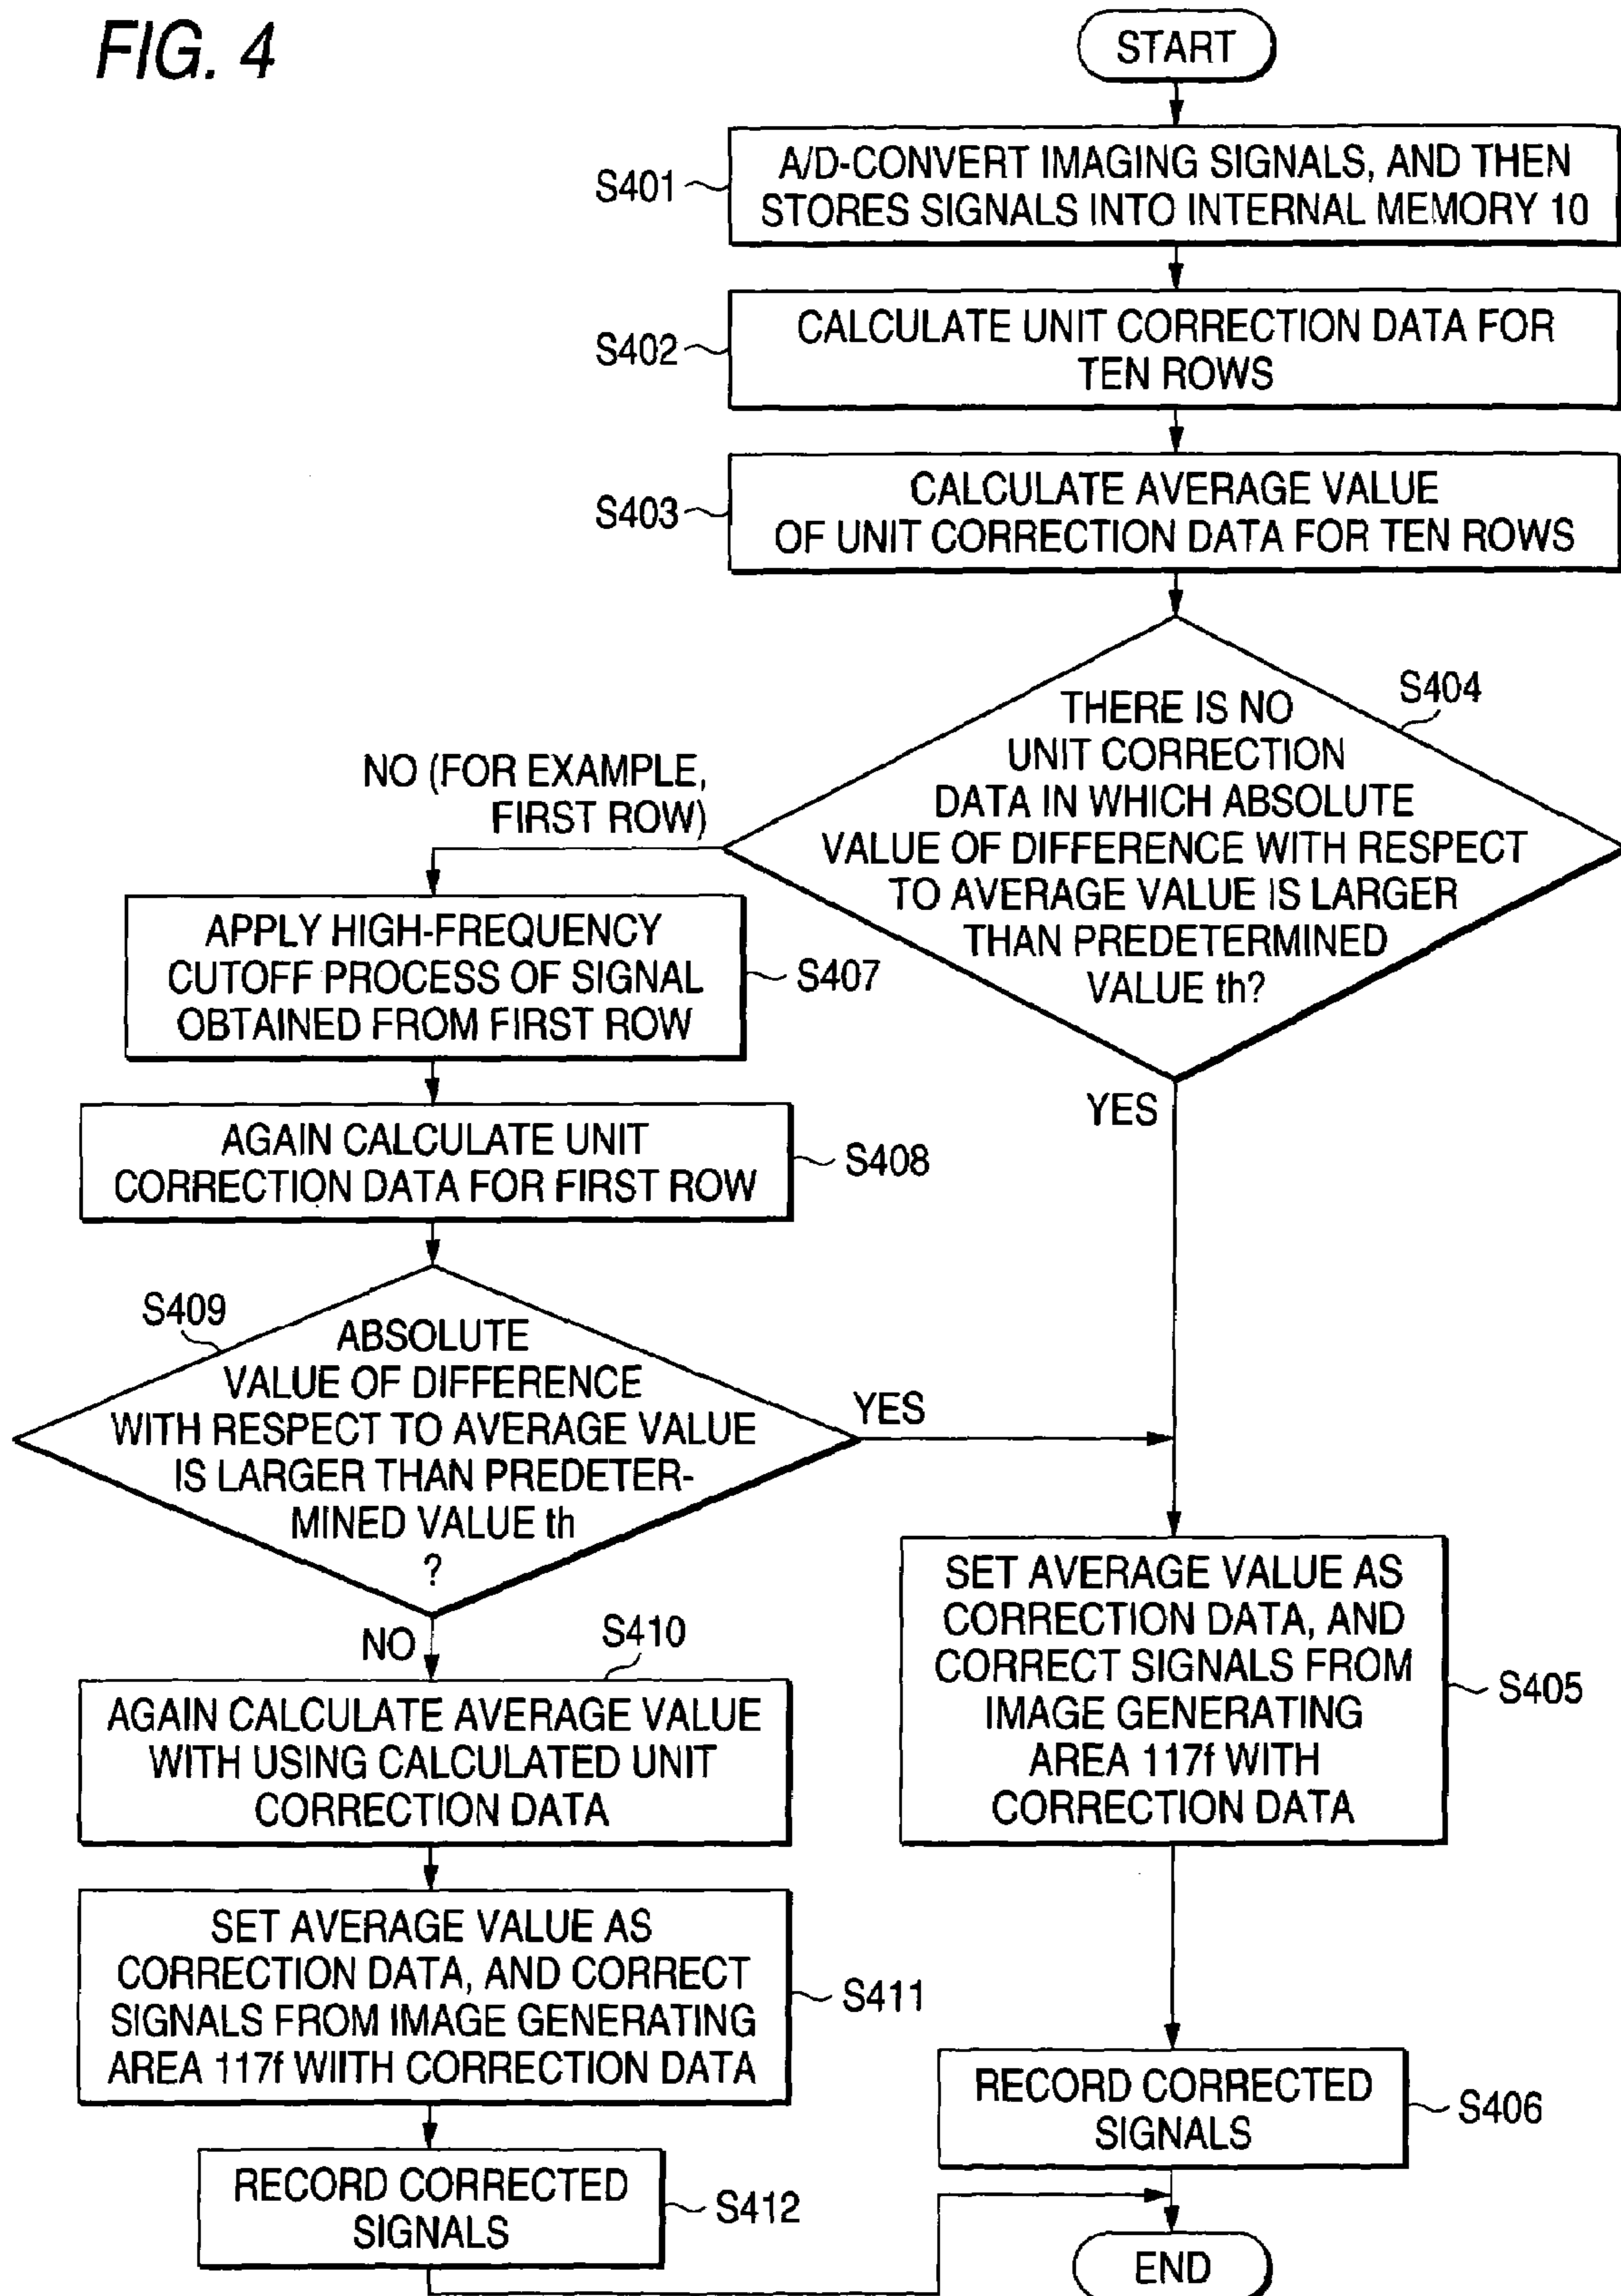 FIG. 4
START
S401
A/D-CONVERT IMAGING SIGNALS, AND THEN
STORES SIGNALS INTO INTERNAL MEMORY 10
S402
CALCULATE UNIT CORRECTION DATA FOR
TEN ROWS
S403
CALCULATE AVERAGE VALUE
OF UNIT CORRECTION DATA FOR TEN ROWS
S404
THERE IS NO
UNIT CORRECTION
DATA IN WHICH ABSOLUTE
VALUE OF DIFFERENCE WITH RESPECT
TO AVERAGE VALUE IS LARGER
THAN PREDETERMINED
VALUE th?
NO (FOR EXAMPLE,
FIRST ROW)
YES
APPLY HIGH-FREQUENCY
CUTOFF PROCESS OF SIGNAL
OBTAINED FROM FIRST ROW
S407
AGAIN CALCULATE UNIT
CORRECTION DATA FOR FIRST ROW
S408
S409
ABSOLUTE
VALUE OF DIFFERENCE
WITH RESPECT TO AVERAGE VALUE
IS LARGER THAN PREDETER-
MINED VALUE th
?
YES
NO
S410
AGAIN CALCULATE AVERAGE VALUE
WITH USING CALCULATED UNIT
CORRECTION DATA
SET AVERAGE VALUE AS
CORRECTION DATA, AND CORRECT
SIGNALS FROM IMAGE GENERATING
AREA 117f WIITH CORRECTION DATA
S411
RECORD CORRECTED
SIGNALS
S412
SET AVERAGE VALUE AS
CORRECTION DATA, AND
CORRECT SIGNALS FROM
IMAGE GENERATING
AREA 117f WITH
CORRECTION DATA
S405
RECORD CORRECTED
SIGNALS
S406
END